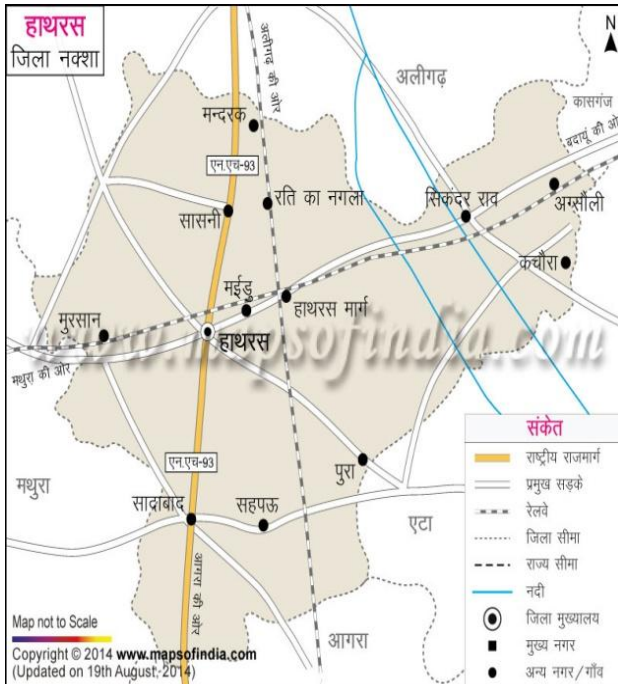 हाथरस
जिला नक्शा
N
अलीगढ़ की ओर
अलीगढ़
कासगंज
बदायूं की ओर
मन्दरक
एन.एच-93
सासनी
रति का नगला
सिकंदर राव
अग्सौली
कचौरा
मईडु
हाथरस मार्ग
मुरसान
हाथरस
www.mapsofindia.com
मथुरा की ओर
एन.एच-93
पुरा
मथुरा
सादाबाद
सहपऊ
एटा
आगरा की ओर
आगरा
संकेत
राष्ट्रीय राजमार्ग
प्रमुख सड़के
रेलवे
जिला सीमा
राज्य सीमा
नदी
जिला मुख्यालय
मुख्य नगर
अन्य नगर/गाँव
Map not to Scale
Copyright © 2014 www.mapsofindia.com
(Updated on 19th August, 2014)